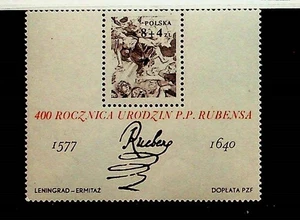 POLSKA
8+4 ZŁ
400 ROCZNICA URODZIN P.P. RUBENSA
1577
1640
LENINGRAD - ERMITAŻ
DOPŁATA PZF